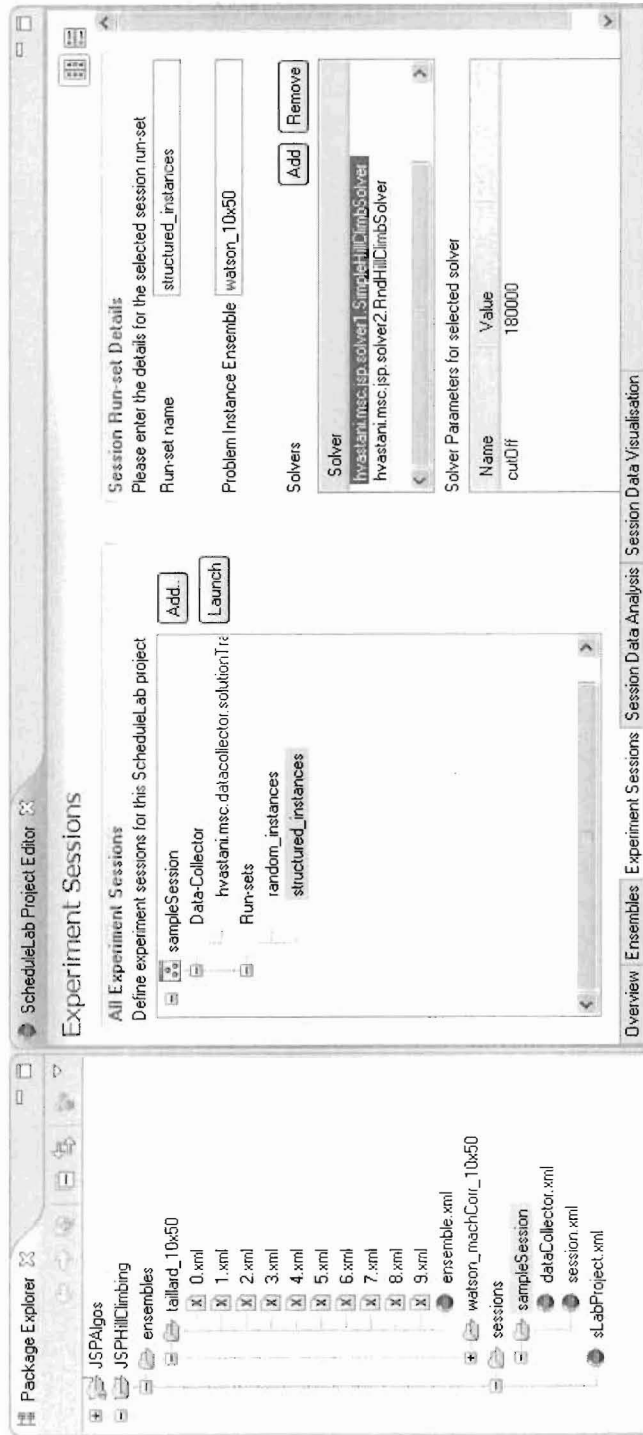 Package Explorer
JSPAlgos
JSPHillClimbing
ensembles
taillard_10x50
0.xml
1.xml
2.xml
3.xml
4.xml
5.xml
6.xml
7.xml
8.xml
9.xml
ensemble.xml
watson_machCorr_10x50
sessions
sampleSession
dataCollector.xml
session.xml
sLabProject.xml
ScheduleLab Project Editor
Experiment Sessions
All Experiment Sessions
Define experiment sessions for this ScheduleLab project
sampleSession
Data-Collector
hvastani.msc.datacollector.solutionTra
Run-sets
random_instances
structured_instances
Add..
Launch
Session Run-set Details
Please enter the details for the selected session run-set
Run-set name
structured_instances
Problem Instance Ensemble
watson_10x50
Solvers
Add
Remove
Solver
hvastani.msc.jsp.solver1.SimpleHillClimbSolver
hvastani.msc.jsp.solver2.RndHillClimbSolver
Solver Parameters for selected solver
Name Value
cutOff 180000
Overview Ensembles Experiment Sessions Session Data Analysis Session Data Visualisation